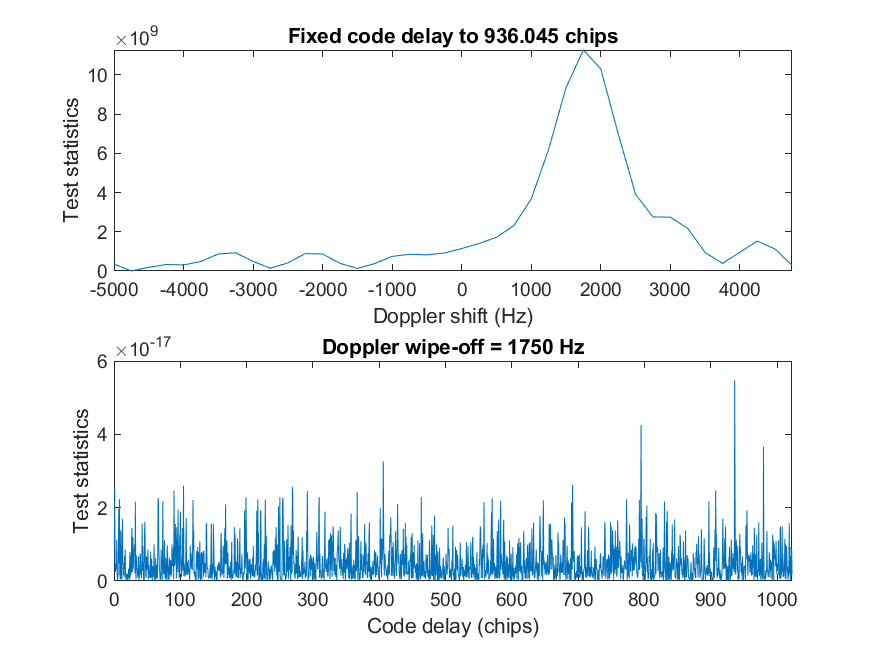 ×10^9
Fixed code delay to 936.045 chips
10
8
6
4
2
0
Test statistics
-5000 -4000 -3000 -2000 -1000 0 1000 2000 3000 4000
Doppler shift (Hz)
×10^-17
Doppler wipe-off = 1750 Hz
6
4
2
0
Test statistics
0 100 200 300 400 500 600 700 800 900 1000
Code delay (chips)